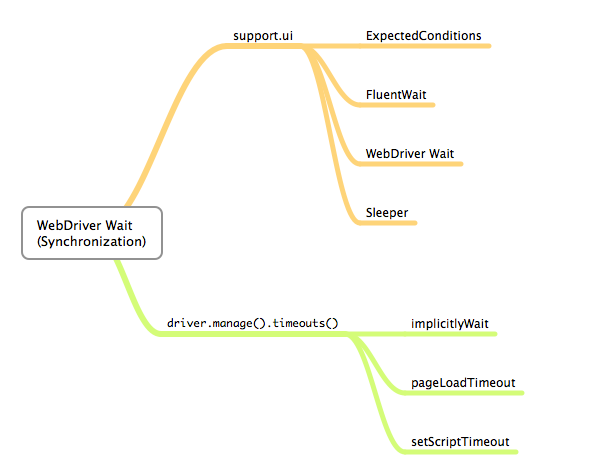 support.ui
ExpectedConditions
FluentWait
WebDriver Wait
Sleeper
WebDriver Wait
(Synchronization)
driver.manage().timeouts()
implicitlyWait
pageLoadTimeout
setScriptTimeout